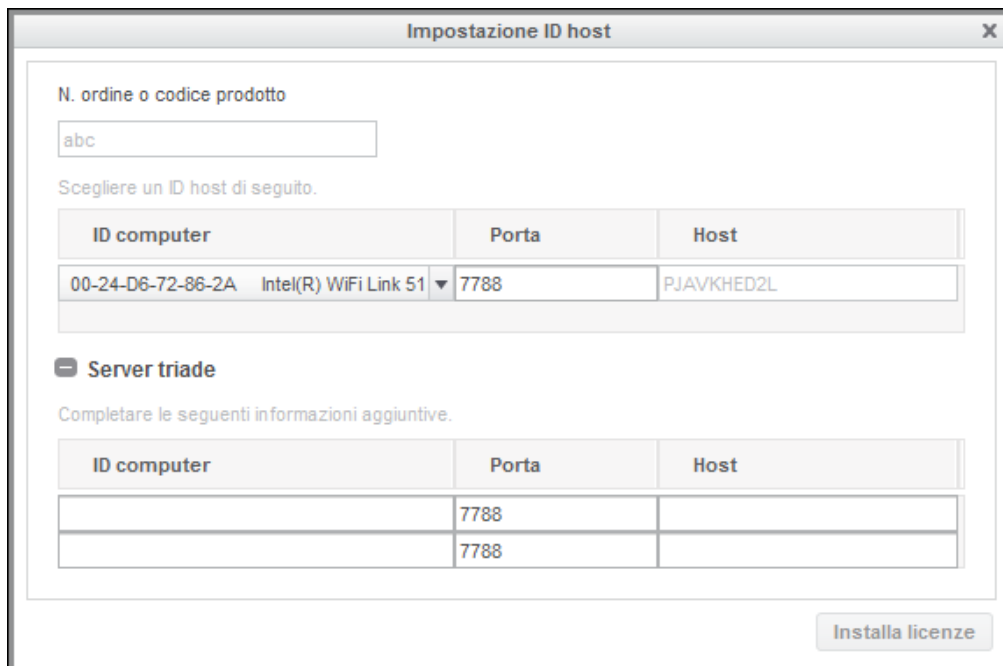 Impostazione ID host
N. ordine o codice prodotto
abc
Scegliere un ID host di seguito.
ID computer Porta Host
00-24-D6-72-86-2A Intel(R) WiFi Link 51 7788 PJAVKHED2L
Server triade
Completare le seguenti informazioni aggiuntive.
ID computer Porta Host
7788
7788
Installa licenze